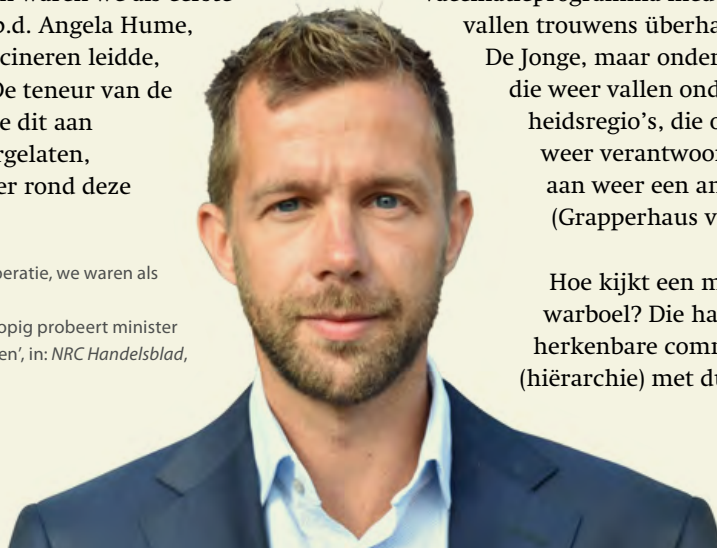 waren we als eerste
b.d. Angela Hume,
cineren leidde,
De teneur van de
e dit aan
rgelaten,
er rond deze
peratie, we waren als
opig probeert minister
en’, in: NRC Handelsblad,
vaccinatieprogramma
vallen trouwens überha
De Jonge, maar onder
die weer vallen ond
heidsregio’s, die o
weer verantwoor
aan weer een an
(Grapperhaus v
Hoe kijkt een m
warboel? Die ha
herkenbare comm
(hiërarchie) met du